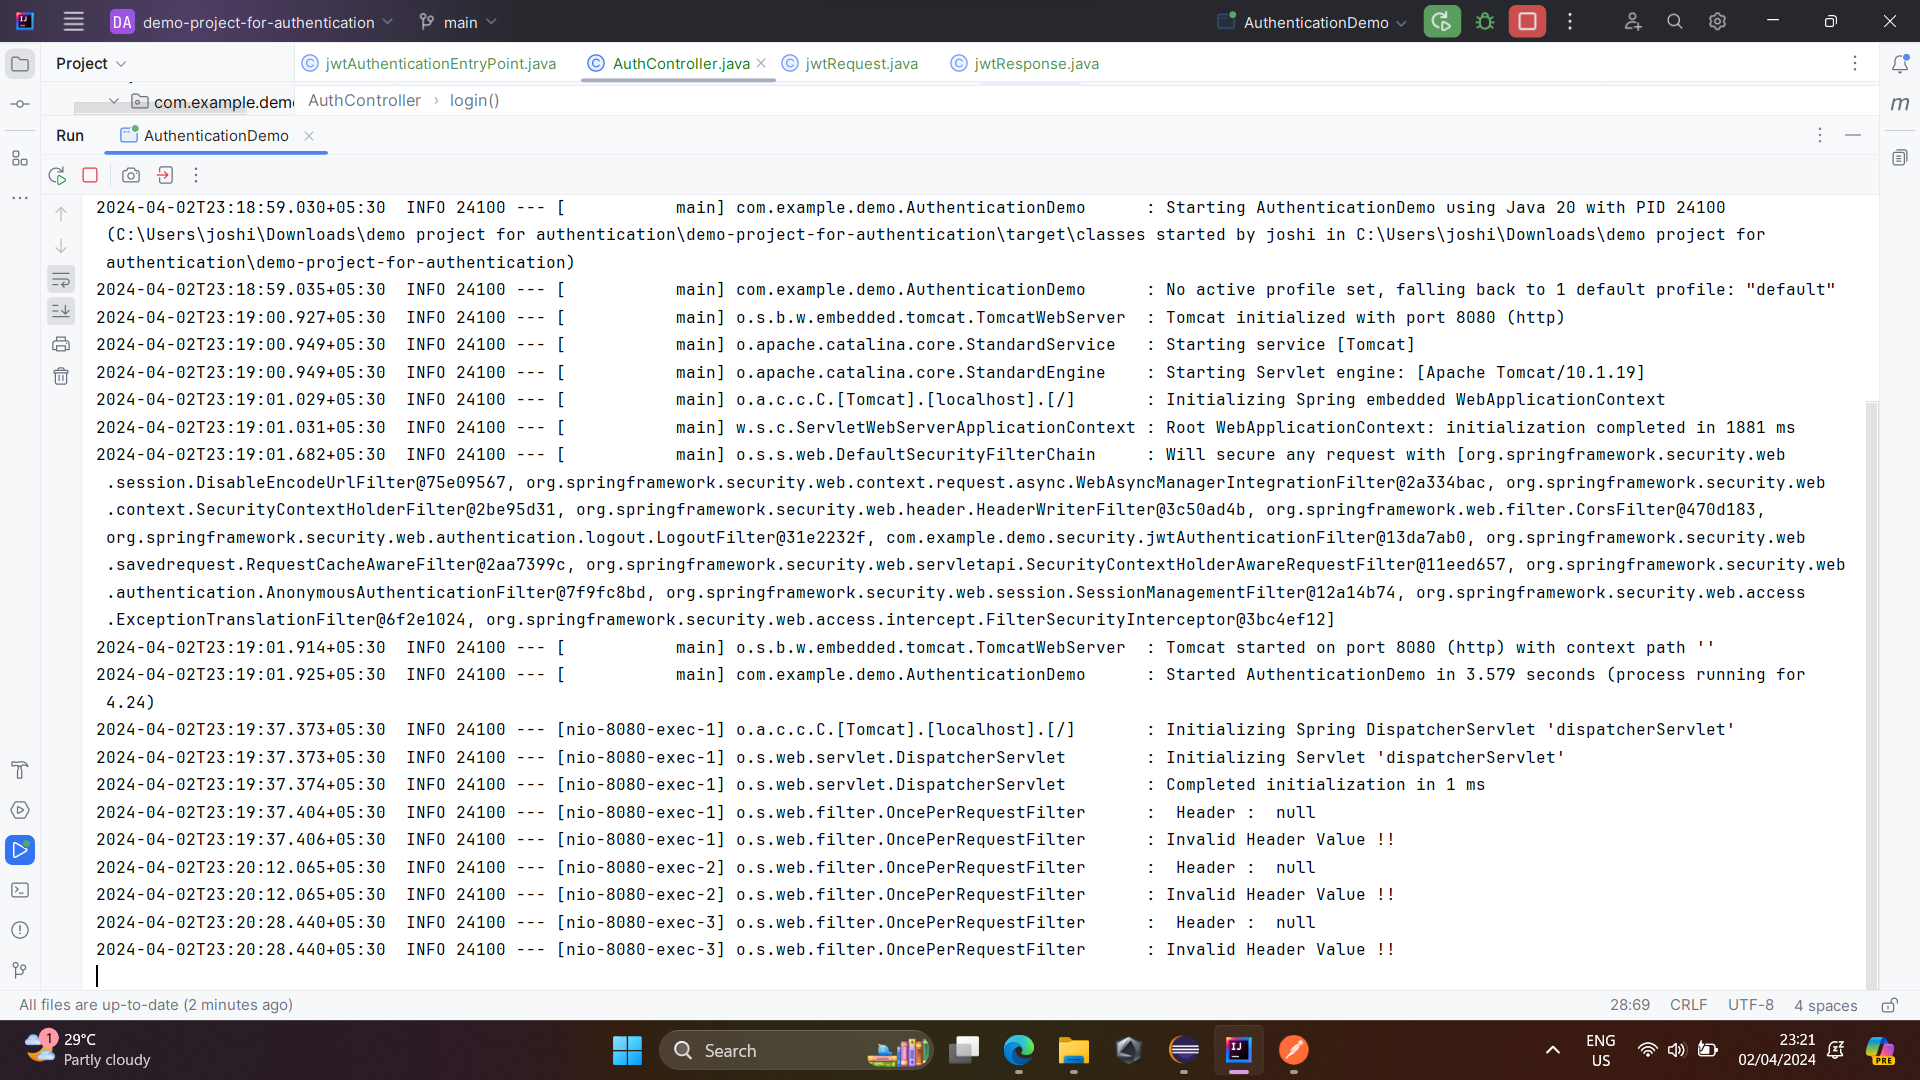 DA demo-project-for-authentication main AuthenticationDemo
Project jwtAuthenticationEntryPoint.java AuthController.java jwtRequest.java jwtResponse.java
com.example.demo AuthController › login()
Run AuthenticationDemo
2024-04-02T23:18:59.030+05:30  INFO 24100 --- [           main] com.example.demo.AuthenticationDemo      : Starting AuthenticationDemo using Java 20 with PID 24100
(C:\Users\joshi\Downloads\demo project for authentication\demo-project-for-authentication\target\classes started by joshi in C:\Users\joshi\Downloads\demo project for
authentication\demo-project-for-authentication)
2024-04-02T23:18:59.035+05:30  INFO 24100 --- [           main] com.example.demo.AuthenticationDemo      : No active profile set, falling back to 1 default profile: "default"
2024-04-02T23:19:00.927+05:30  INFO 24100 --- [           main] o.s.b.w.embedded.tomcat.TomcatWebServer  : Tomcat initialized with port 8080 (http)
2024-04-02T23:19:00.949+05:30  INFO 24100 --- [           main] o.apache.catalina.core.StandardService   : Starting service [Tomcat]
2024-04-02T23:19:00.949+05:30  INFO 24100 --- [           main] o.apache.catalina.core.StandardEngine    : Starting Servlet engine: [Apache Tomcat/10.1.19]
2024-04-02T23:19:01.029+05:30  INFO 24100 --- [           main] o.a.c.c.C.[Tomcat].[localhost].[/]       : Initializing Spring embedded WebApplicationContext
2024-04-02T23:19:01.031+05:30  INFO 24100 --- [           main] w.s.c.ServletWebServerApplicationContext : Root WebApplicationContext: initialization completed in 1881 ms
2024-04-02T23:19:01.682+05:30  INFO 24100 --- [           main] o.s.s.web.DefaultSecurityFilterChain     : Will secure any request with [org.springframework.security.web
.session.DisableEncodeUrlFilter@75e09567, org.springframework.security.web.context.request.async.WebAsyncManagerIntegrationFilter@2a334bac, org.springframework.security.web
.context.SecurityContextHolderFilter@2be95d31, org.springframework.security.web.header.HeaderWriterFilter@3c50ad4b, org.springframework.web.filter.CorsFilter@470d183,
org.springframework.security.web.authentication.logout.LogoutFilter@31e2232f, com.example.demo.security.jwtAuthenticationFilter@13da7ab0, org.springframework.security.web
.savedrequest.RequestCacheAwareFilter@2aa7399c, org.springframework.security.web.servletapi.SecurityContextHolderAwareRequestFilter@11eed657, org.springframework.security.web
.authentication.AnonymousAuthenticationFilter@7f9fc8bd, org.springframework.security.web.session.SessionManagementFilter@12a14b74, org.springframework.security.web.access
.ExceptionTranslationFilter@6f2e1024, org.springframework.security.web.access.intercept.FilterSecurityInterceptor@3bc4ef12]
2024-04-02T23:19:01.914+05:30  INFO 24100 --- [           main] o.s.b.w.embedded.tomcat.TomcatWebServer  : Tomcat started on port 8080 (http) with context path ''
2024-04-02T23:19:01.925+05:30  INFO 24100 --- [           main] com.example.demo.AuthenticationDemo      : Started AuthenticationDemo in 3.579 seconds (process running for
4.24)
2024-04-02T23:19:37.373+05:30  INFO 24100 --- [nio-8080-exec-1] o.a.c.c.C.[Tomcat].[localhost].[/]       : Initializing Spring DispatcherServlet 'dispatcherServlet'
2024-04-02T23:19:37.373+05:30  INFO 24100 --- [nio-8080-exec-1] o.s.web.servlet.DispatcherServlet        : Initializing Servlet 'dispatcherServlet'
2024-04-02T23:19:37.374+05:30  INFO 24100 --- [nio-8080-exec-1] o.s.web.servlet.DispatcherServlet        : Completed initialization in 1 ms
2024-04-02T23:19:37.404+05:30  INFO 24100 --- [nio-8080-exec-1] o.s.web.filter.OncePerRequestFilter      :  Header :  null
2024-04-02T23:19:37.406+05:30  INFO 24100 --- [nio-8080-exec-1] o.s.web.filter.OncePerRequestFilter      : Invalid Header Value !!
2024-04-02T23:20:12.065+05:30  INFO 24100 --- [nio-8080-exec-2] o.s.web.filter.OncePerRequestFilter      :  Header :  null
2024-04-02T23:20:12.065+05:30  INFO 24100 --- [nio-8080-exec-2] o.s.web.filter.OncePerRequestFilter      : Invalid Header Value !!
2024-04-02T23:20:28.440+05:30  INFO 24100 --- [nio-8080-exec-3] o.s.web.filter.OncePerRequestFilter      :  Header :  null
2024-04-02T23:20:28.440+05:30  INFO 24100 --- [nio-8080-exec-3] o.s.web.filter.OncePerRequestFilter      : Invalid Header Value !!
All files are up-to-date (2 minutes ago) 28:69 CRLF UTF-8 4 spaces
1 29°C Search ENG 23:21
Partly cloudy US 02/04/2024 PRE